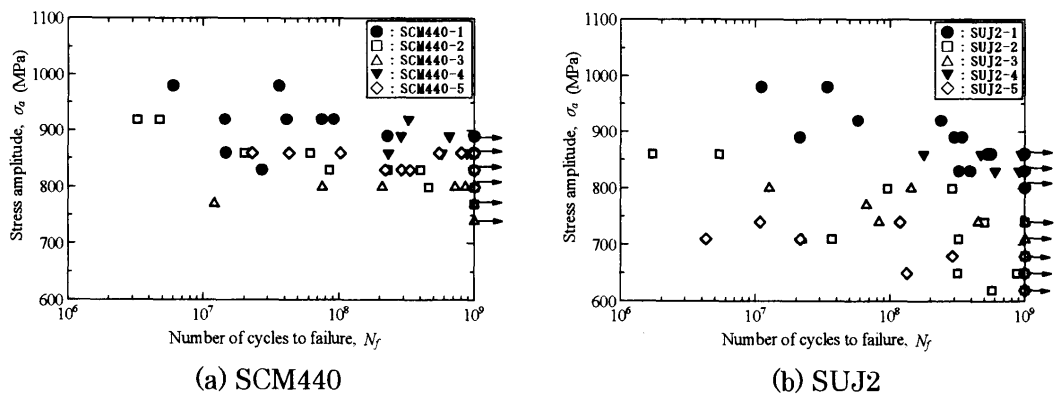 1100
1000
900
800
700
600
Stress amplitude, σa (MPa)
● : SCM440-1
□ : SCM440-2
△ : SCM440-3
▼ : SCM440-4
◇ : SCM440-5
10^6
10^7
10^8
10^9
Number of cycles to failure, Nf
(a) SCM440
1100
1000
900
800
700
600
Stress amplitude, σa (MPa)
● : SUJ2-1
□ : SUJ2-2
△ : SUJ2-3
▼ : SUJ2-4
◇ : SUJ2-5
10^6
10^7
10^8
10^9
Number of cycles to failure, Nf
(b) SUJ2